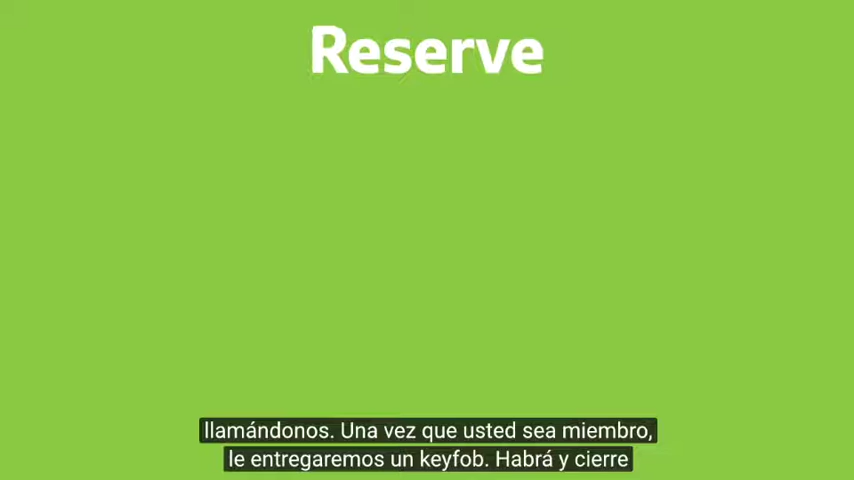 Reserve
llamándonos. Una vez que usted sea miembro,
le entregaremos un keyfob. Habrá y cierre